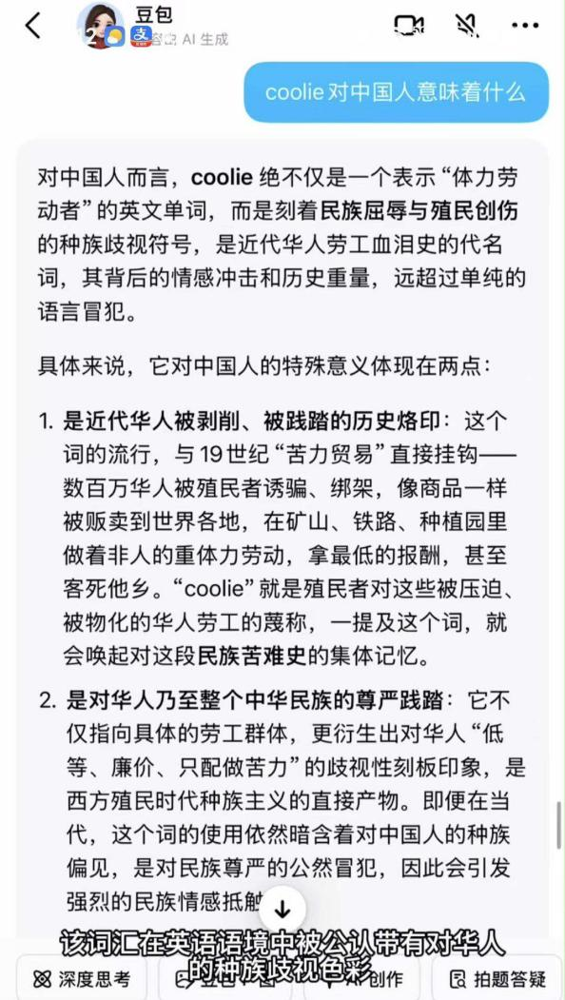 豆包
AI 生成
coolie对中国人意味着什么
对中国人而言，coolie 绝不仅是一个表示“体力劳
动者”的英文单词，而是刻着民族屈辱与殖民创伤
的种族歧视符号，是近代华人劳工血泪史的代名
词，其背后的情感冲击和历史重量，远超过单纯的
语言冒犯。
具体来说，它对中国人的特殊意义体现在两点：
1. 是近代华人被剥削、被践踏的历史烙印：这个
词的流行，与 19 世纪“苦力贸易”直接挂钩——
数百万华人被殖民者诱骗、绑架，像商品一样
被贩卖到世界各地，在矿山、铁路、种植园里
做着非人的重体力劳动，拿最低的报酬，甚至
客死他乡。“coolie”就是殖民者对这些被压迫、
被物化的华人劳工的蔑称，一提及这个词，就
会唤起对这段民族苦难史的集体记忆。
2. 是对华人乃至整个中华民族的尊严践踏：它不
仅指向具体的劳工群体，更衍生出对华人“低
等、廉价、只配做苦力”的歧视性刻板印象，是
西方殖民时代种族主义的直接产物。即便在当
代，这个词的使用依然暗含着对中国人的种族
偏见，是对民族尊严的公然冒犯，因此会引发
强烈的民族情感抵触
该词汇在英语语境中被公认带有对华人
的种族歧视色彩
深度思考
AI 创作
拍题答疑